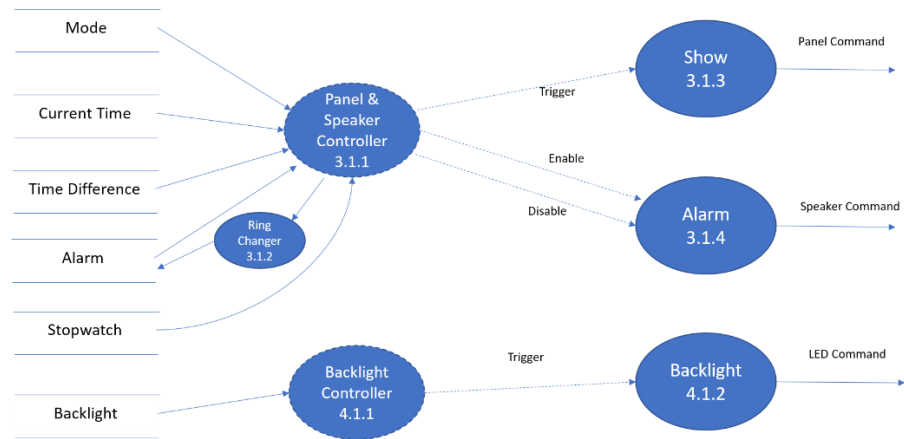 Mode
Current Time
Time Difference
Alarm
Stopwatch
Backlight
Panel &
Speaker
Controller
3.1.1
Ring
Changer
3.1.2
Backlight
Controller
4.1.1
Trigger
Enable
Disable
Trigger
Show
3.1.3
Alarm
3.1.4
Backlight
4.1.2
Panel Command
Speaker Command
LED Command